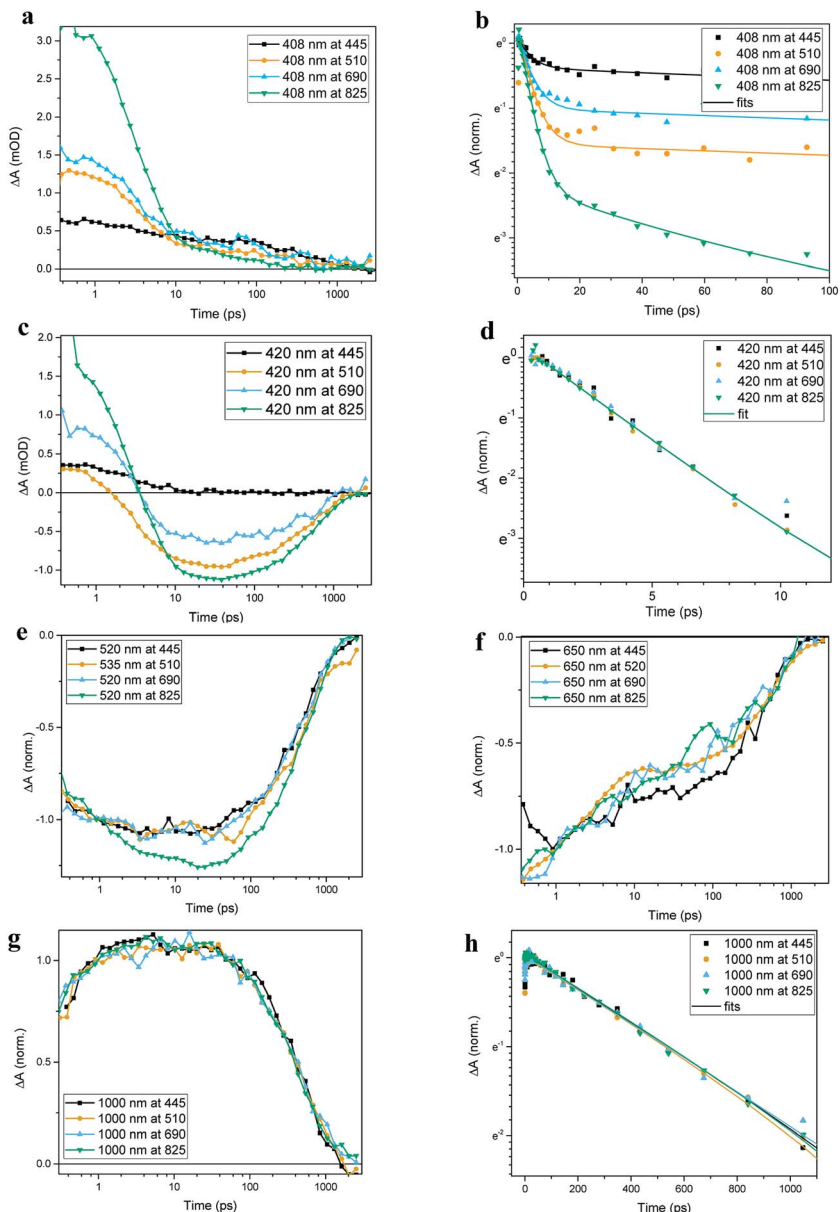 a
3.0
2.5
2.0
1.5
1.0
0.5
0.0
ΔA (mOD)
408 nm at 445
408 nm at 510
408 nm at 690
408 nm at 825
1 10 100 1000
Time (ps)
b
e⁰
e⁻¹
e⁻²
e⁻³
ΔA (norm.)
408 nm at 445
408 nm at 510
408 nm at 690
408 nm at 825
fits
0 20 40 60 80 100
Time (ps)
c
2.0
1.5
1.0
0.5
0.0
-0.5
-1.0
ΔA (mOD)
420 nm at 445
420 nm at 510
420 nm at 690
420 nm at 825
1 10 100 1000
Time (ps)
d
e⁰
e⁻¹
e⁻²
e⁻³
ΔA (norm.)
420 nm at 445
420 nm at 510
420 nm at 690
420 nm at 825
fit
0 5 10
Time (ps)
e
0.0
-0.5
-1.0
ΔA (norm.)
520 nm at 445
535 nm at 510
520 nm at 690
520 nm at 825
1 10 100 1000
Time (ps)
f
0.0
-0.5
-1.0
ΔA (norm.)
650 nm at 445
650 nm at 520
650 nm at 690
650 nm at 825
1 10 100 1000
Time (ps)
g
1.0
0.5
0.0
ΔA (norm.)
1000 nm at 445
1000 nm at 510
1000 nm at 690
1000 nm at 825
1 10 100 1000
Time (ps)
h
e⁰
e⁻¹
e⁻²
ΔA (norm.)
1000 nm at 445
1000 nm at 510
1000 nm at 690
1000 nm at 825
fits
0 200 400 600 800 1000
Time (ps)